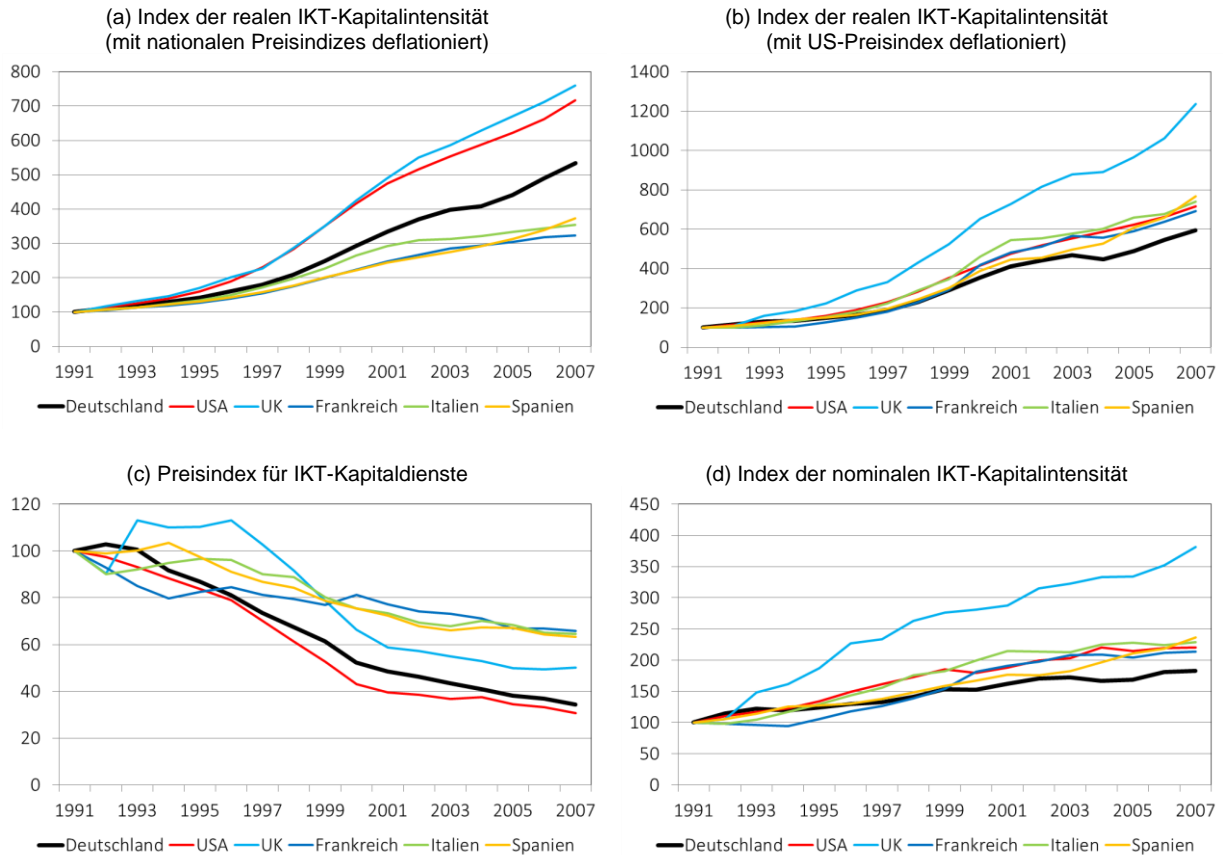 (a) Index der realen IKT-Kapitalintensität
(mit nationalen Preisindizes deflationiert)
800
700
600
500
400
300
200
100
0
1991 1993 1995 1997 1999 2001 2003 2005 2007
Deutschland USA UK Frankreich Italien Spanien
(b) Index der realen IKT-Kapitalintensität
(mit US-Preisindex deflationiert)
1400
1200
1000
800
600
400
200
0
1991 1993 1995 1997 1999 2001 2003 2005 2007
Deutschland USA UK Frankreich Italien Spanien
(c) Preisindex für IKT-Kapitaldienste
120
100
80
60
40
20
0
1991 1993 1995 1997 1999 2001 2003 2005 2007
Deutschland USA UK Frankreich Italien Spanien
(d) Index der nominalen IKT-Kapitalintensität
450
400
350
300
250
200
150
100
50
0
1991 1993 1995 1997 1999 2001 2003 2005 2007
Deutschland USA UK Frankreich Italien Spanien